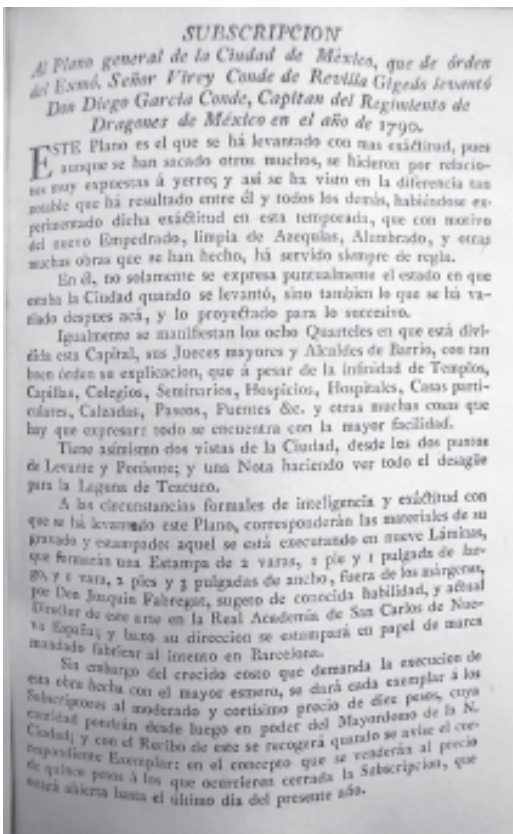 SUBSCRIPCION
Al Plano general de la Ciudad de México, que de órden
del Exmó. Señor Virey Conde de Revilla Gigedo levantó
Don Diego Garcia Conde, Capitan del Regimiento de
Dragones de México en el año de 1790.
ESTE Plano es el que se há levantado con mas exâctitud, pues
aunque se han sacado otros muchos, se hicieron por relacio-
nes muy expuestas á yerro; y asi se ha visto en la diferencia tan
notable que há resultado entre él y todos los demás, habiéndose ex-
perimentado dicha exâctitud en esta temporada, que con motivo
del nuevo Empedrado, limpia de Azequias, Alumbrado, y otras
muchas obras que se han hecho, há servido siempre de regla.
En él, no solamente se expresa puntualmente el estado en que
estaba la Ciudad quando se levantó, sino tambien lo que se há va-
riado despues acá, y lo proyectado para lo succesivo.
Igualmente se manifiestan los ocho Quarteles en que está divi-
dida esta Capital, sus Jueces mayores y Alcaldes de Barrio, con tan
buen órden su explicacion, que á pesar de la infinidad de Templos,
Capillas, Colegios, Seminarios, Hospicios, Hospitales, Casas parti-
culares, Calzadas, Paseos, Puentes &c. y otras muchas cosas que
hay que expresar: todo se encuentra con la mayor facilidad.
Tiene asimismo dos vistas de la Ciudad, desde los dos puntos
de Levante y Poniente; y una Nota haciendo ver todo el desagüe
para la Laguna de Tezcuco.
A las circunstancias formales de inteligencia y exâctitud con
que se há levantado este Plano, corresponderán las materiales de su
gravado y estampado: aquel se está executando en nueve Láminas,
que formarán una Estampa de 2 varas, 2 pie y 1 pulgada de lar-
go, y 1 vara, 2 pies y 3 pulgadas de ancho, fuera de los márgenes,
por Don Joaquin Fabregat, sugeto de conocida habilidad, y actual
Director de este arte en la Real Academia de San Carlos de Nue-
va España; y baxo su direccion se estampará en papel de marca
mandado fabricar al intento en Barcelona.
Sin embargo del crecido costo que demanda la execucion de
esta obra hecha con el mayor esmero, se dará cada exemplar á los
Subscriptores al moderado y cortísimo precio de diez pesos, cuya
cantidad pondrán desde luego en poder del Mayordomo de la N.
Ciudad; y con el Recibo de este se recogerá quando se avise el cor-
respondiente Exemplar: en el concepto que se venderán al precio
de quince pesos á los que ocurrieren cerrada la Subscripcion, que
estará abierta hasta el último dia del presente año.